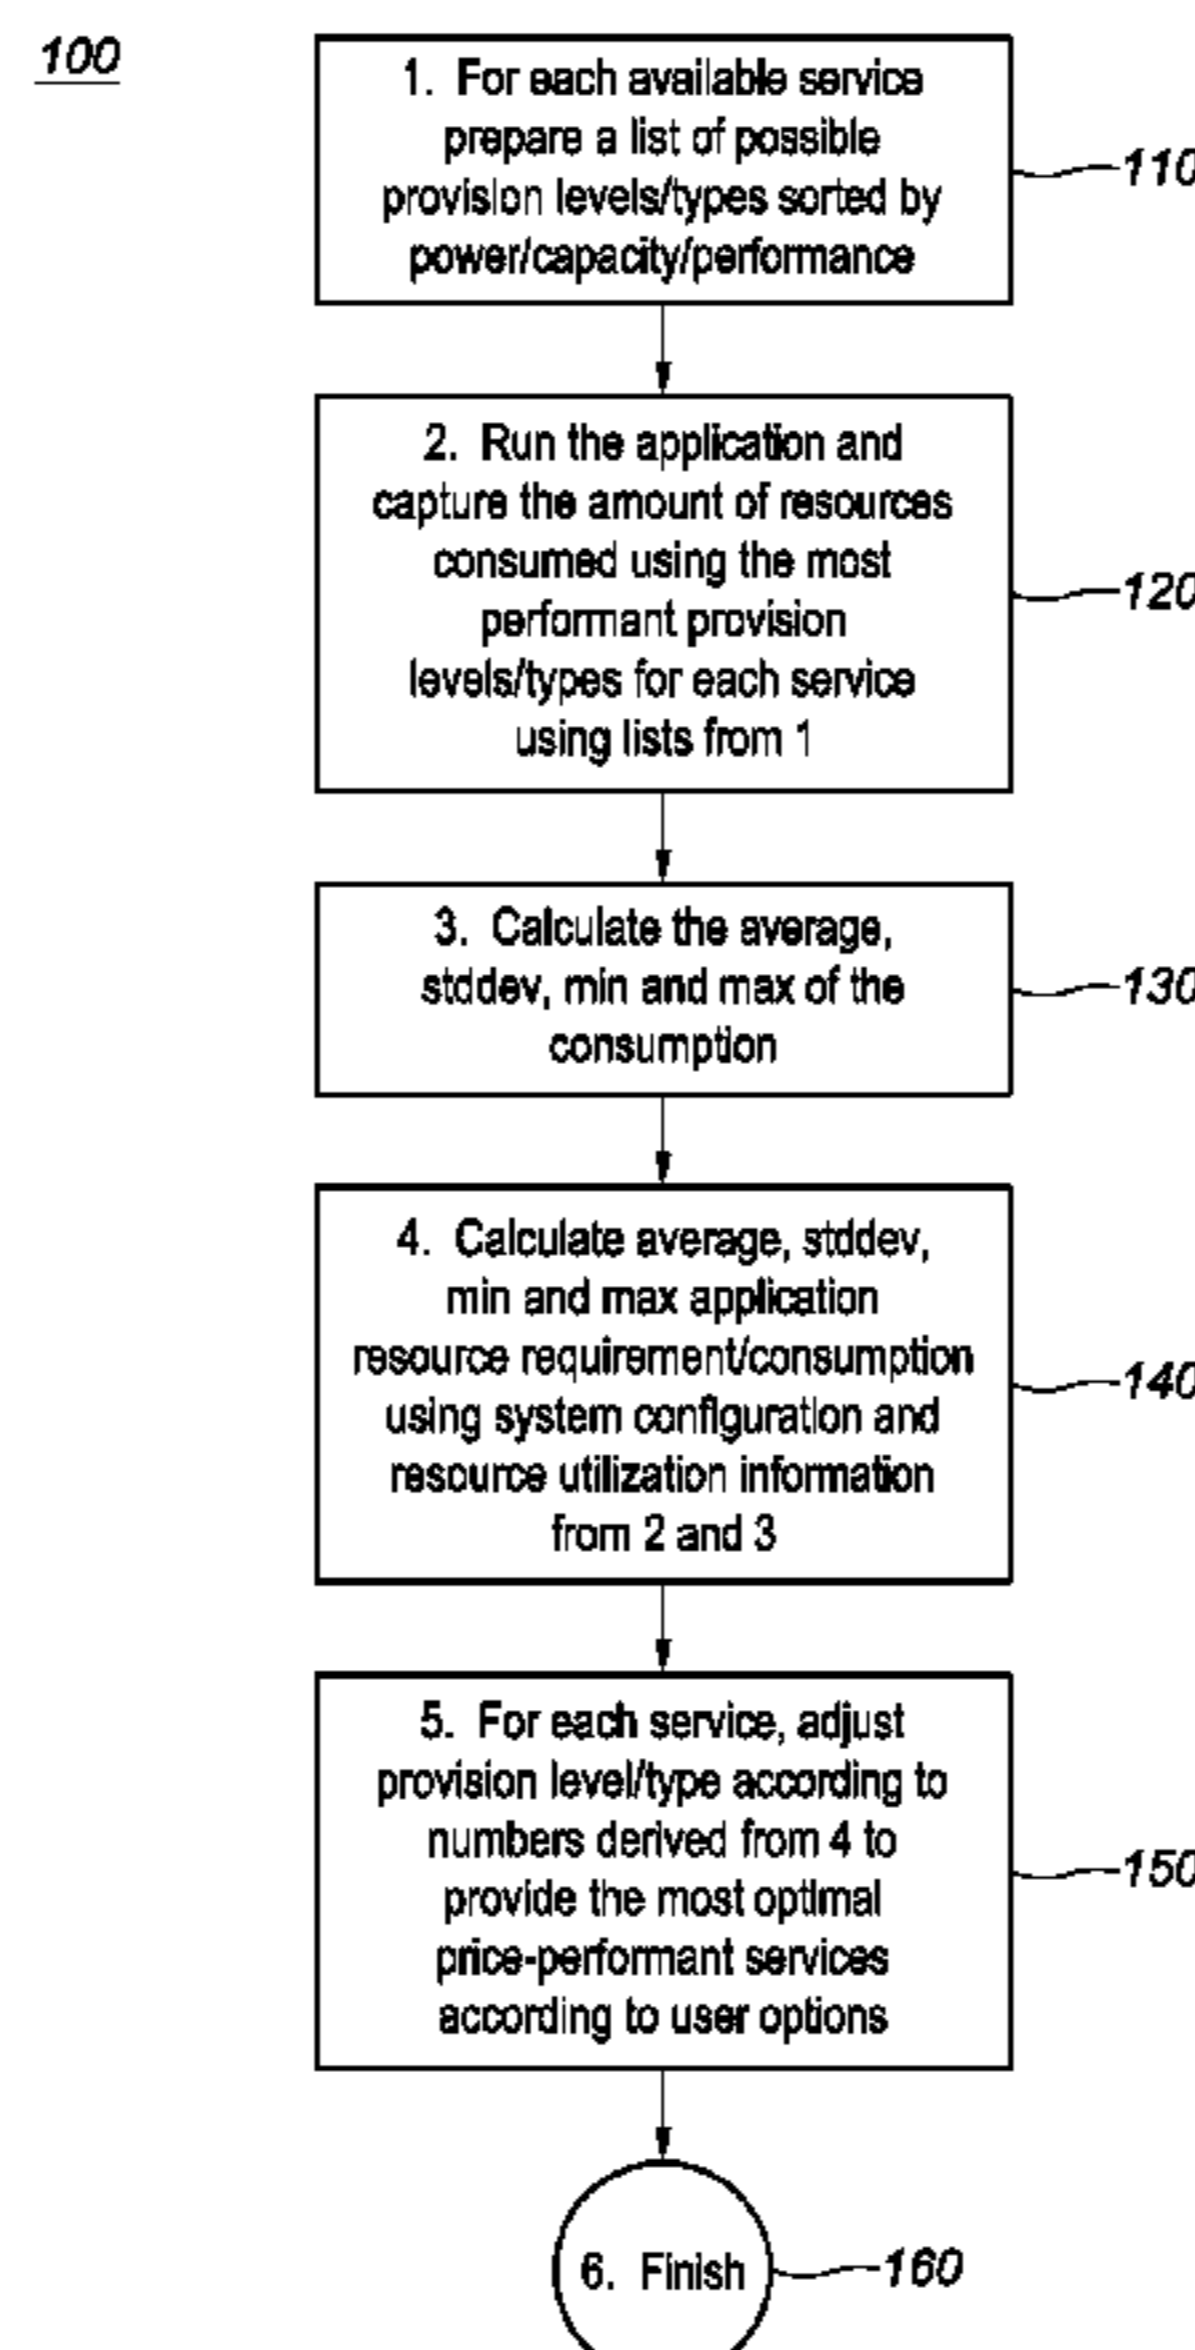 100
1. For each available service
prepare a list of possible
provision levels/types sorted by
power/capacity/performance
110
2. Run the application and
capture the amount of resources
consumed using the most
performant provision
levels/types for each service
using lists from 1
120
3. Calculate the average,
stddev, min and max of the
consumption
130
4. Calculate average, stddev,
min and max application
resource requirement/consumption
using system configuration and
resource utilization information
from 2 and 3
140
5. For each service, adjust
provision level/type according to
numbers derived from 4 to
provide the most optimal
price-performant services
according to user options
150
6. Finish
160